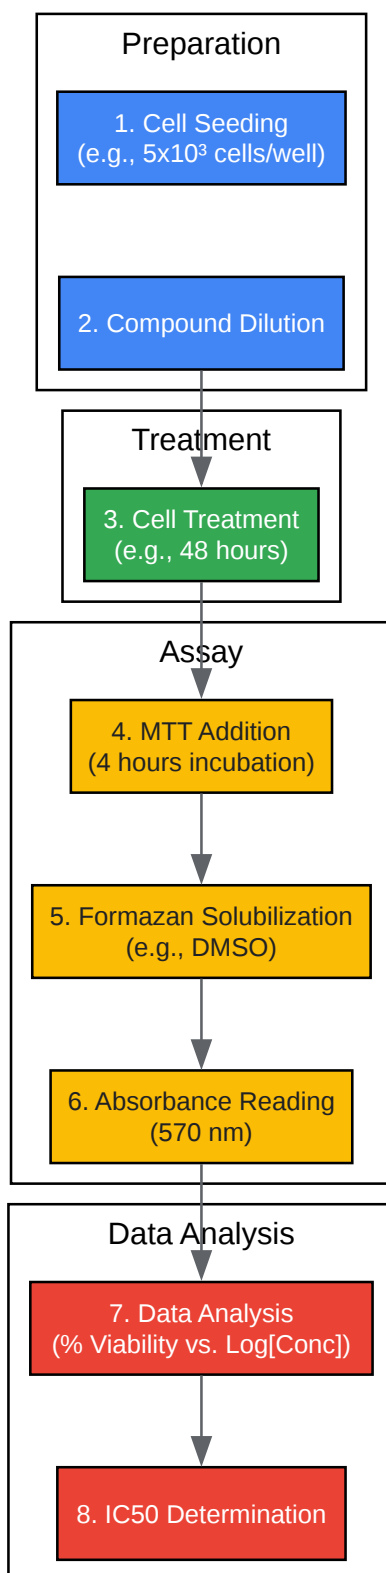 Preparation
1. Cell Seeding
(e.g., 5x10³ cells/well)
2. Compound Dilution
Treatment
3. Cell Treatment
(e.g., 48 hours)
Assay
4. MTT Addition
(4 hours incubation)
5. Formazan Solubilization
(e.g., DMSO)
6. Absorbance Reading
(570 nm)
Data Analysis
7. Data Analysis
(% Viability vs. Log[Conc])
8. IC50 Determination